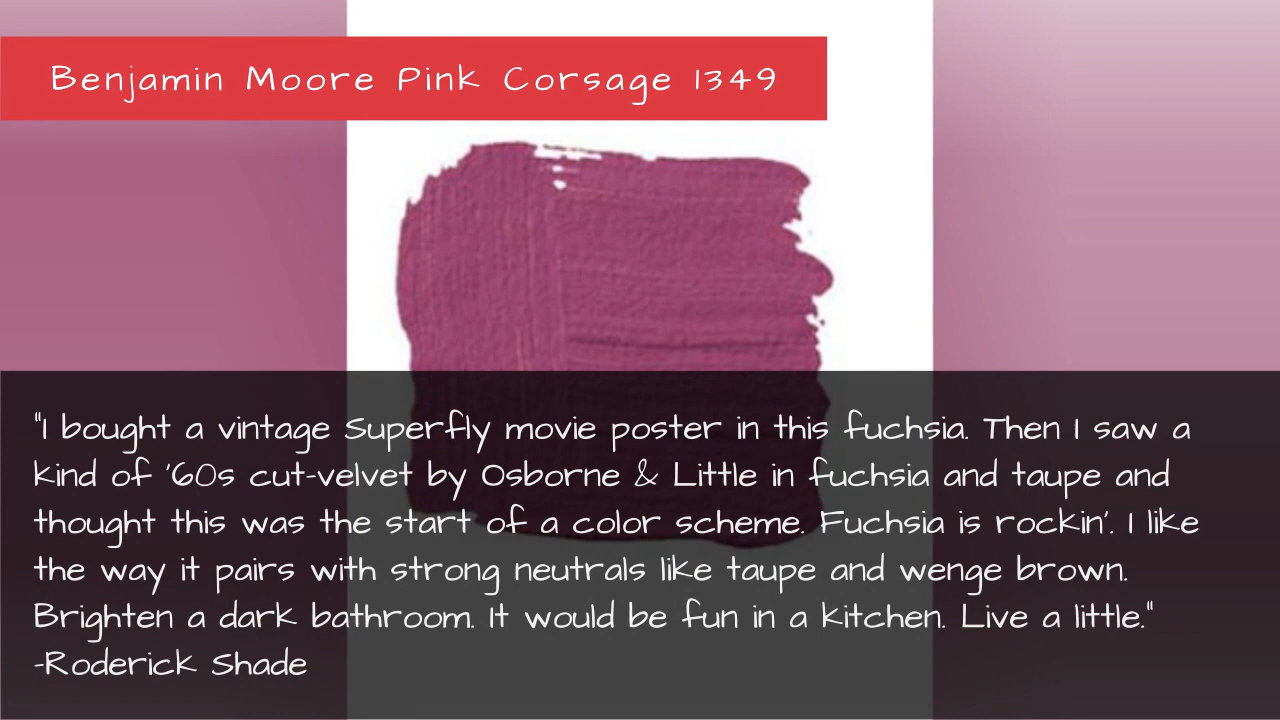 Benjamin Moore Pink Corsage 1349
"I bought a vintage Superfly movie poster in this fuchsia. Then I saw a
kind of '60s cut-velvet by Osborne & Little in fuchsia and taupe and
thought this was the start of a color scheme. Fuchsia is rockin'. I like
the way it pairs with strong neutrals like taupe and wenge brown.
Brighten a dark bathroom. It would be fun in a kitchen. Live a little."
-Roderick Shade